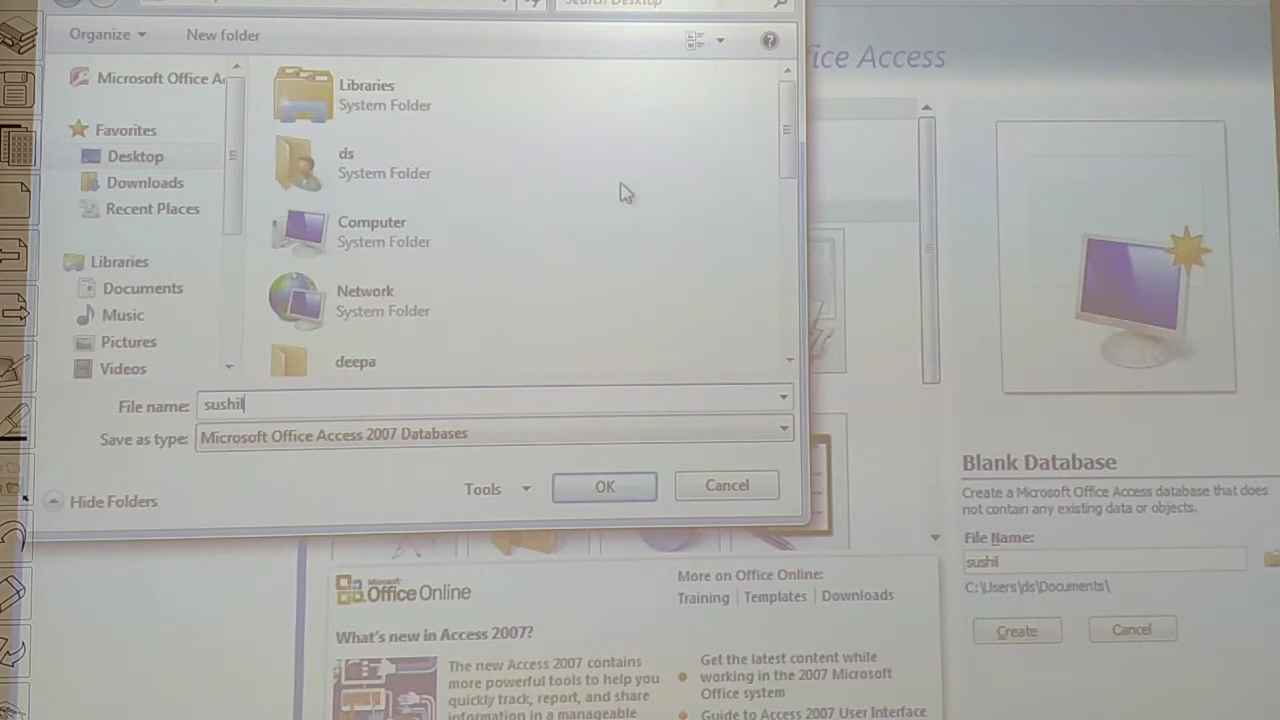 Organize
New folder
Microsoft Office A
Favorites
Desktop
Downloads
Recent Places
Libraries
Documents
Music
Pictures
Videos
Libraries
System Folder
ds
System Folder
Computer
System Folder
Network
System Folder
deepa
File name: sushil
Save as type: Microsoft Office Access 2007 Databases
Hide Folders
Tools
OK
Cancel
ice Access
Blank Database
Create a Microsoft Office Access database that does
not contain any existing data or objects.
File Name:
sushil
C:\Users\ds\Documents\
Create
Cancel
Microsoft
Office Online
More on Office Online:
Training | Templates | Downloads
What's new in Access 2007?
The new Access 2007 contains
more powerful tools to help you
quickly track, report, and share
information in a manageable
Get the latest content while
working in the 2007 Microsoft
Office system
Guide to Access 2007 User Interface